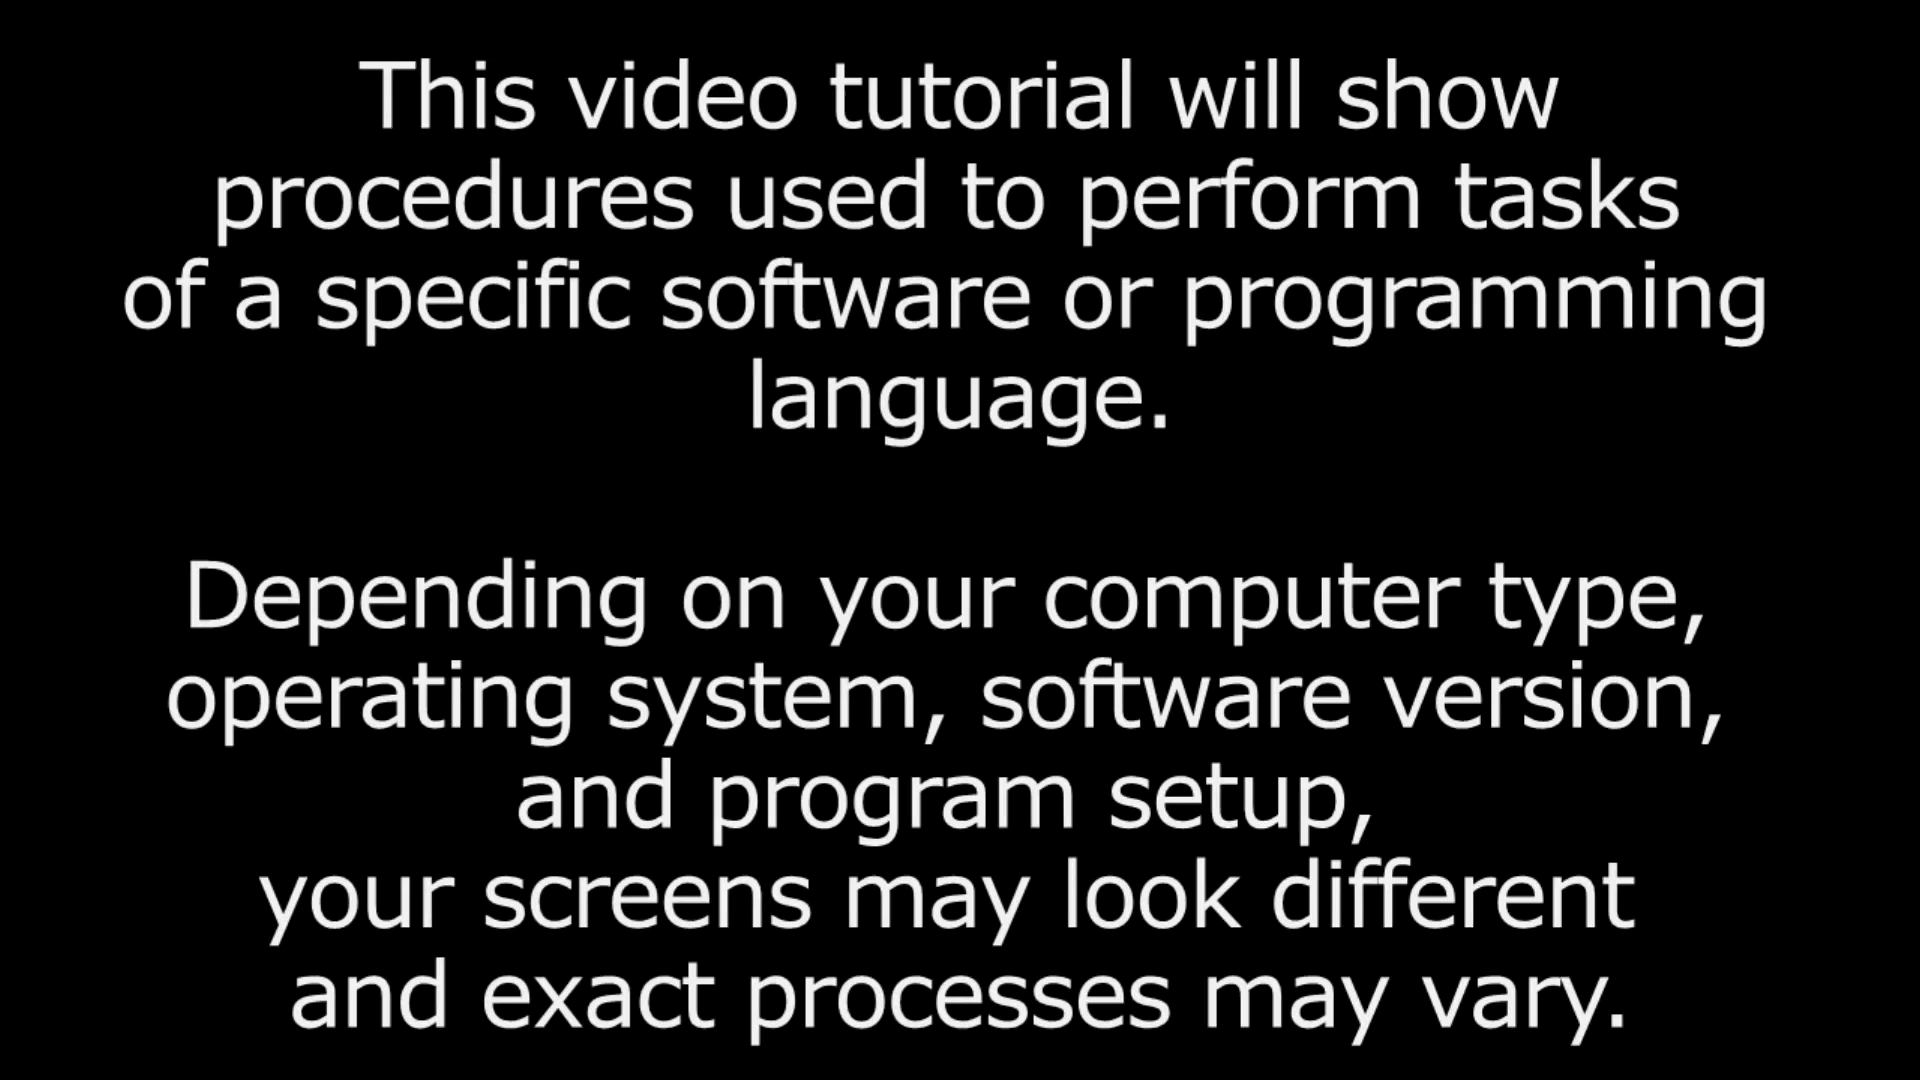 This video tutorial will show
procedures used to perform tasks
of a specific software or programming
language.
Depending on your computer type,
operating system, software version,
and program setup,
your screens may look different
and exact processes may vary.